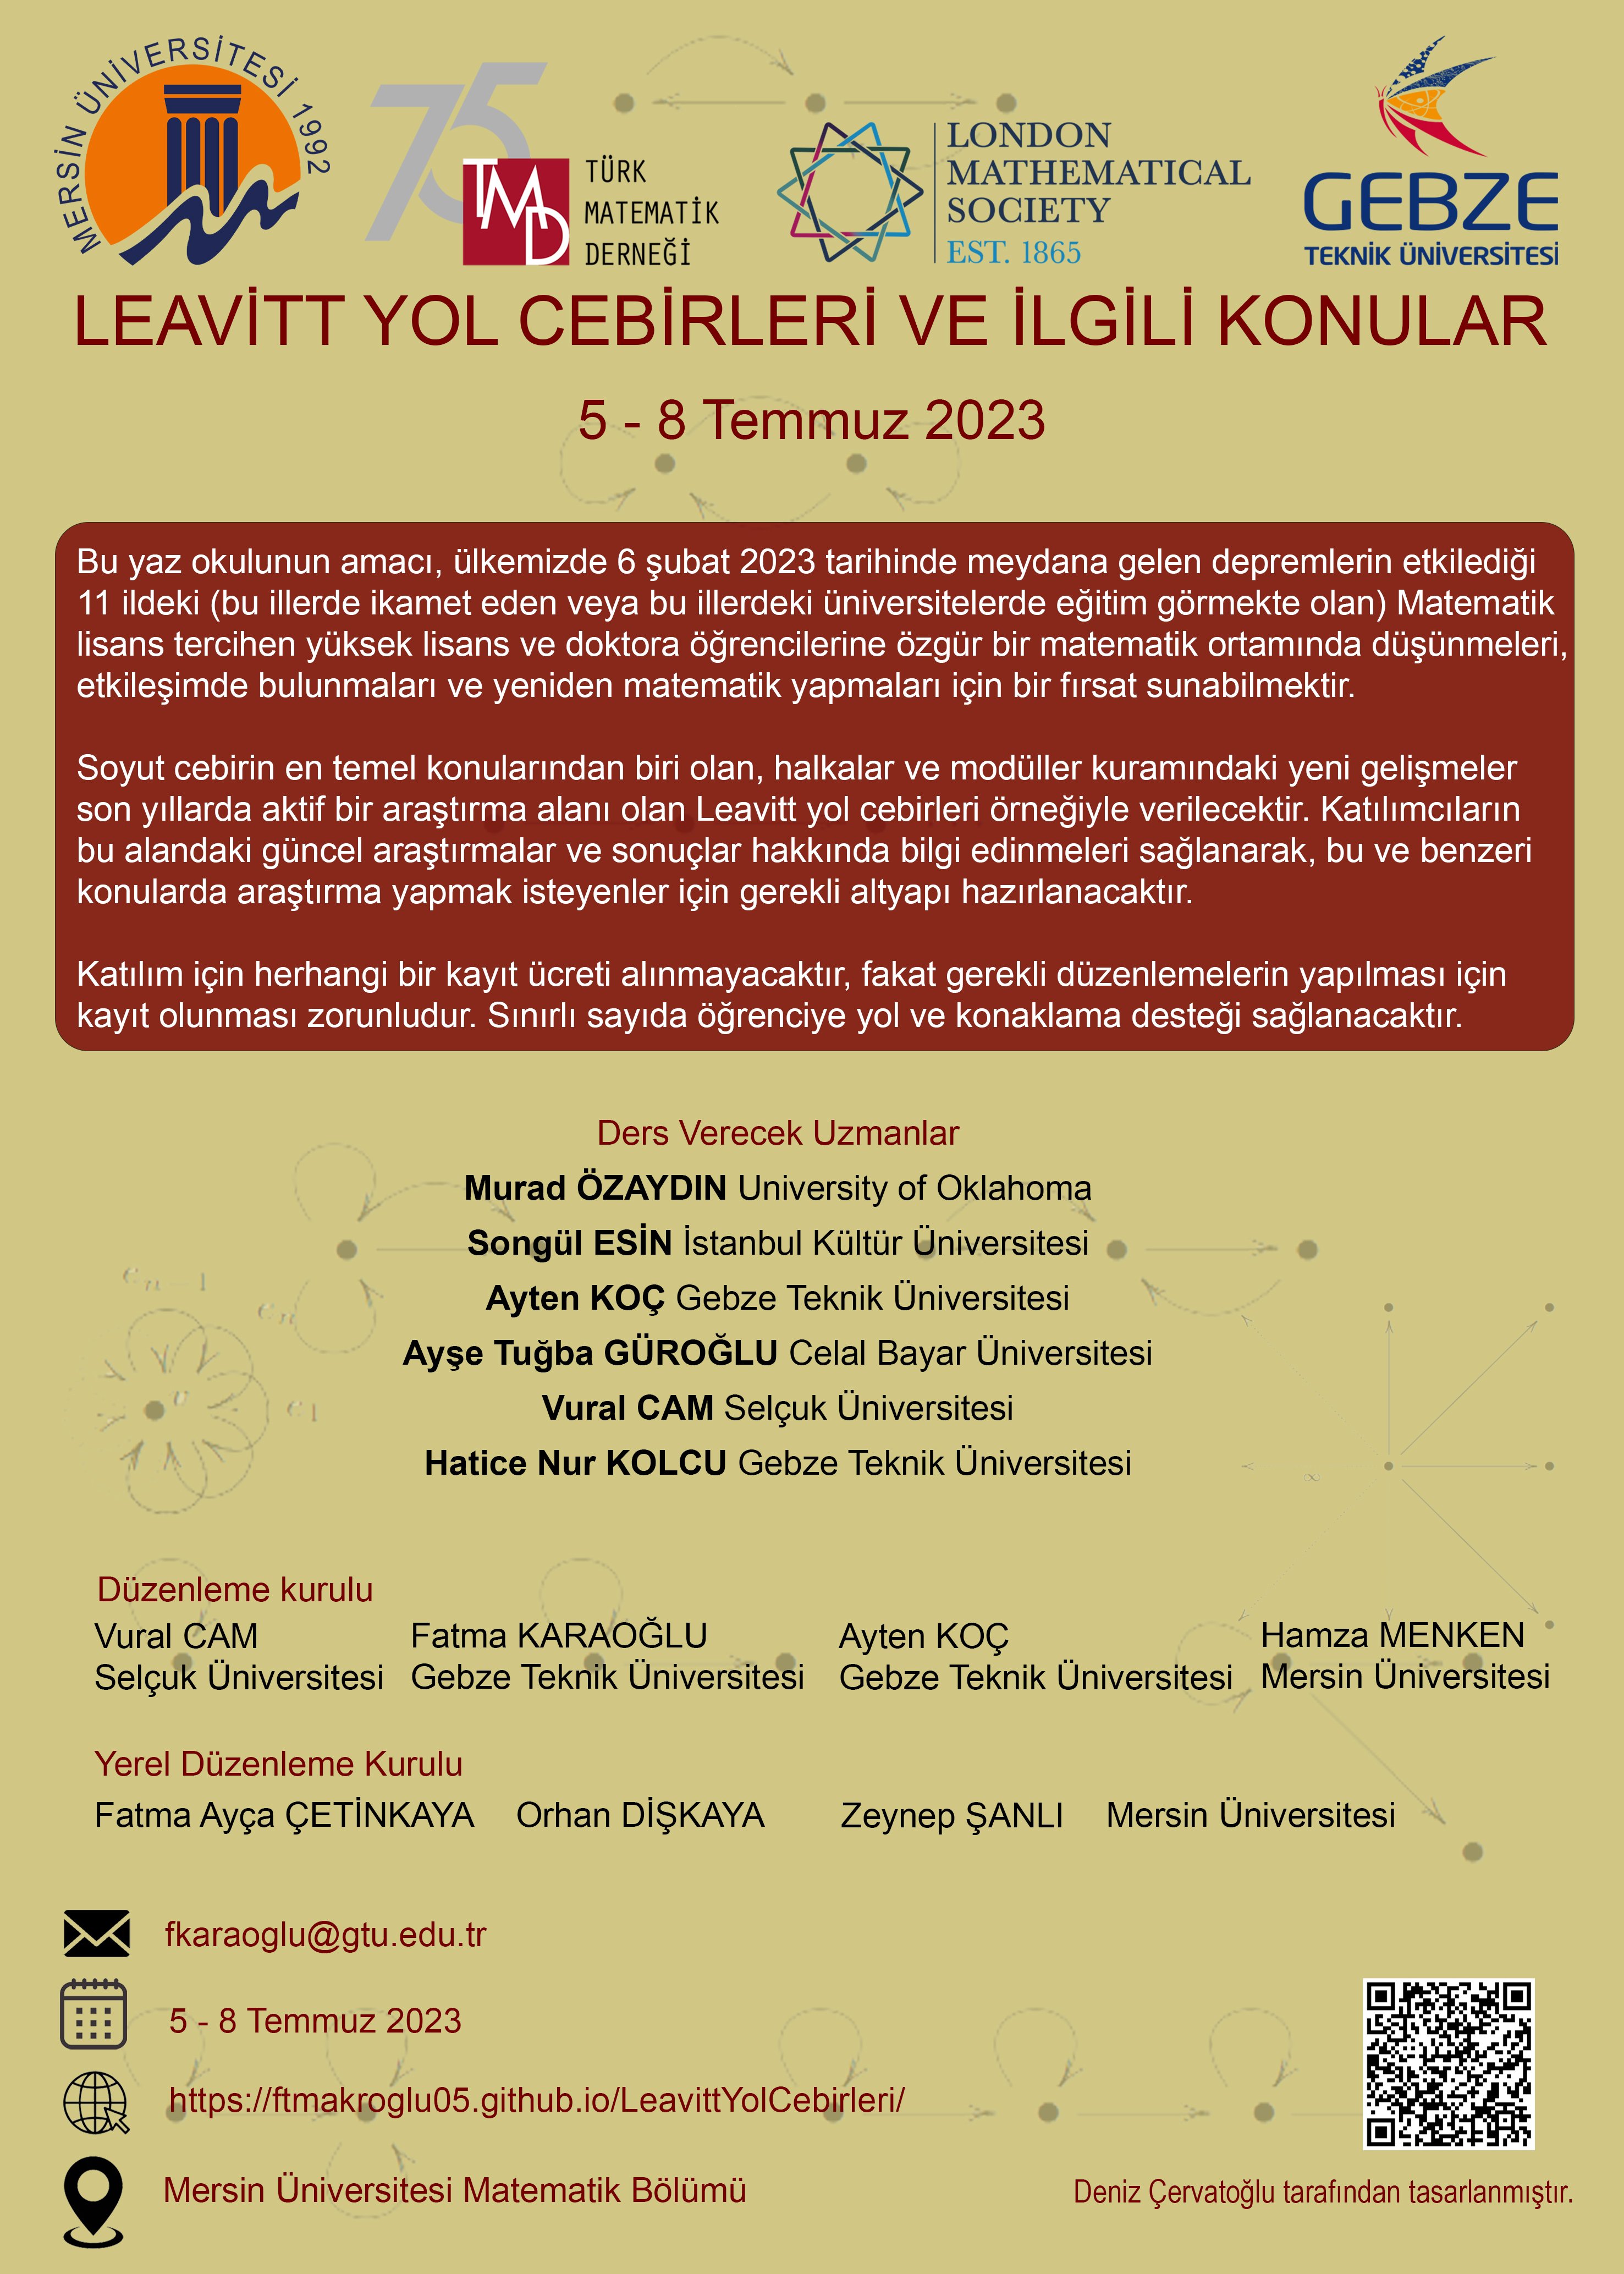 MERSİN ÜNİVERSİTESİ 1992
75
TMD
TÜRK
MATEMATİK
DERNEĞİ
LONDON
MATHEMATICAL
SOCIETY
EST. 1865
GEBZE
TEKNİK ÜNİVERSİTESİ
LEAVİTT YOL CEBİRLERİ VE İLGİLİ KONULAR
5 - 8 Temmuz 2023
Bu yaz okulunun amacı, ülkemizde 6 şubat 2023 tarihinde meydana gelen depremlerin etkilediği
11 ildeki (bu illerde ikamet eden veya bu illerdeki üniversitelerde eğitim görmekte olan) Matematik
lisans tercihen yüksek lisans ve doktora öğrencilerine özgür bir matematik ortamında düşünmeleri,
etkileşimde bulunmaları ve yeniden matematik yapmaları için bir fırsat sunabilmektir.
Soyut cebirin en temel konularından biri olan, halkalar ve modüller kuramındaki yeni gelişmeler
son yıllarda aktif bir araştırma alanı olan Leavitt yol cebirleri örneğiyle verilecektir. Katılımcıların
bu alandaki güncel araştırmalar ve sonuçlar hakkında bilgi edinmeleri sağlanarak, bu ve benzeri
konularda araştırma yapmak isteyenler için gerekli altyapı hazırlanacaktır.
Katılım için herhangi bir kayıt ücreti alınmayacaktır, fakat gerekli düzenlemelerin yapılması için
kayıt olunması zorunludur. Sınırlı sayıda öğrenciye yol ve konaklama desteği sağlanacaktır.
Ders Verecek Uzmanlar
Murad ÖZAYDIN University of Oklahoma
Songül ESİN İstanbul Kültür Üniversitesi
Ayten KOÇ Gebze Teknik Üniversitesi
Ayşe Tuğba GÜROĞLU Celal Bayar Üniversitesi
Vural CAM Selçuk Üniversitesi
Hatice Nur KOLCU Gebze Teknik Üniversitesi
Düzenleme kurulu
Vural CAM Fatma KARAOĞLU Ayten KOÇ Hamza MENKEN
Selçuk Üniversitesi Gebze Teknik Üniversitesi Gebze Teknik Üniversitesi Mersin Üniversitesi
Yerel Düzenleme Kurulu
Fatma Ayça ÇETİNKAYA Orhan DİŞKAYA Zeynep ŞANLI Mersin Üniversitesi
fkaraoglu@gtu.edu.tr
5 - 8 Temmuz 2023
https://ftmakroglu05.github.io/LeavittYolCebirleri/
Mersin Üniversitesi Matematik Bölümü
Deniz Çervatoğlu tarafından tasarlanmıştır.